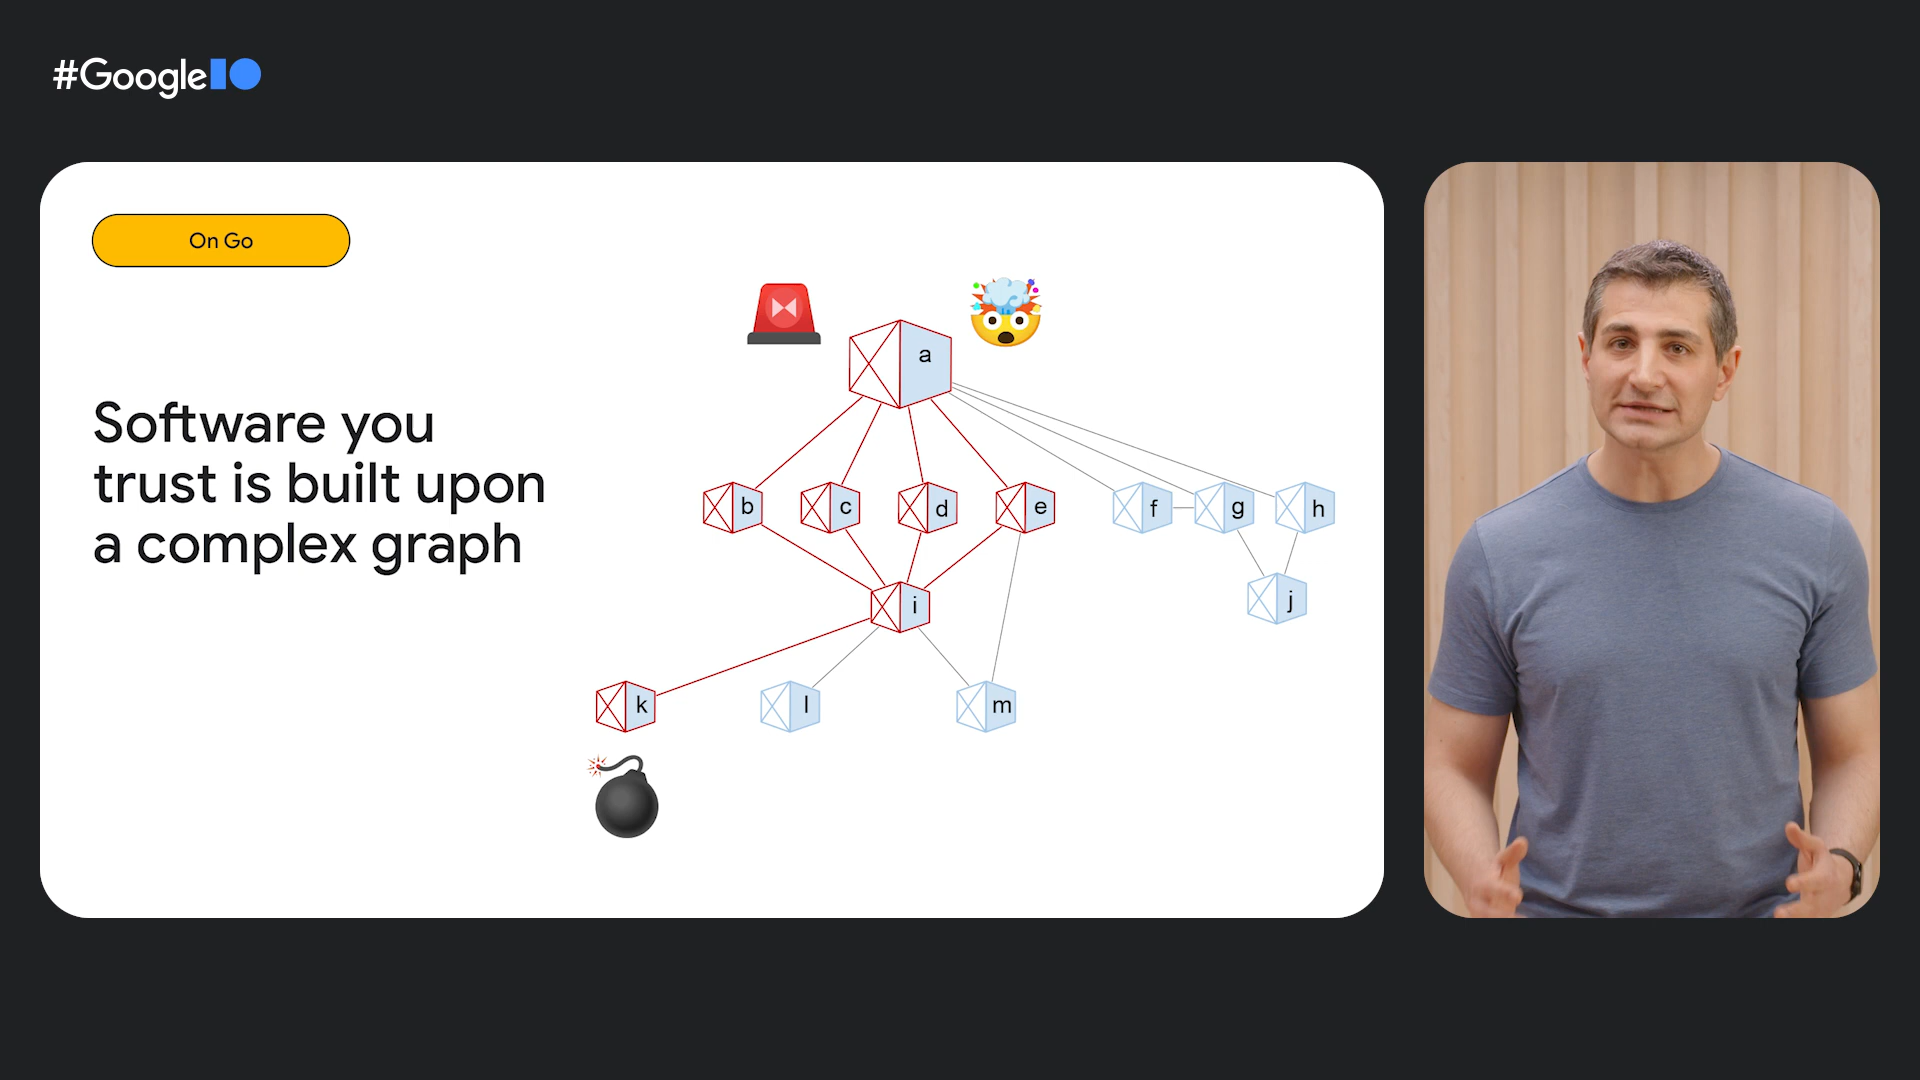 #GoogleIO
On Go
Software you
trust is built upon
a complex graph
a
b c d e f g h
i j
k l m